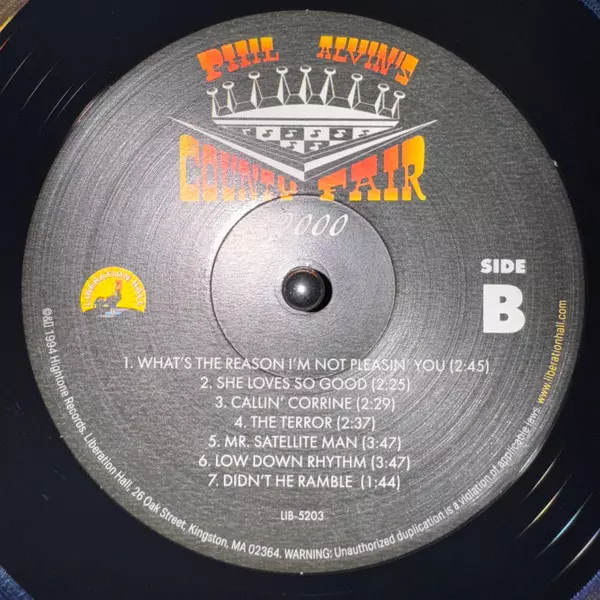 PHIL ALVIN'S
COUNTY FAIR
2000
LIBERATION HALL
SIDE
B
1. WHAT'S THE REASON I'M NOT PLEASIN' YOU (2:45)
2. SHE LOVES SO GOOD (2:25)
3. CALLIN' CORRINE (2:29)
4. THE TERROR (2:37)
5. MR. SATELLITE MAN (3:47)
6. LOW DOWN RHYTHM (3:47)
7. DIDN'T HE RAMBLE (1:44)
LIB-5203
©℗ 1994 Hightone Records, Liberation Hall, 26 Oak Street, Kingston, MA 02364. WARNING: Unauthorized duplication is a violation of applicable laws. www.liberationhall.com